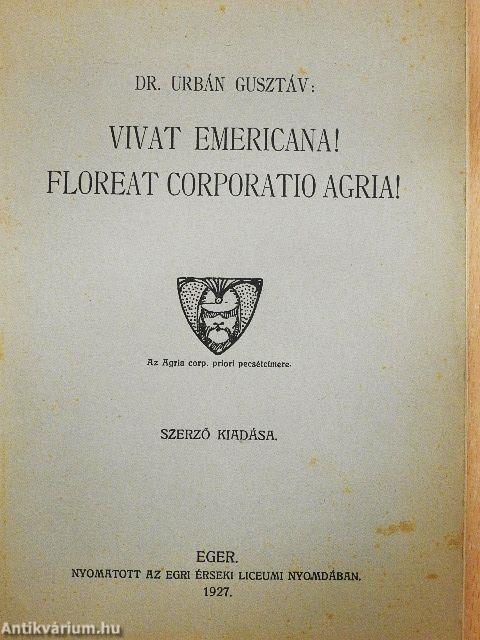 DR. URBÁN GUSZTÁV:
VIVAT EMERICANA!
FLOREAT CORPORATIO AGRIA!
Az Agria corp. priori pecsétcímere.
SZERZŐ KIADÁSA.
EGER.
NYOMATOTT AZ EGRI ÉRSEKI LICEUMI NYOMDÁBAN.
1927.
Antikvárium.hu